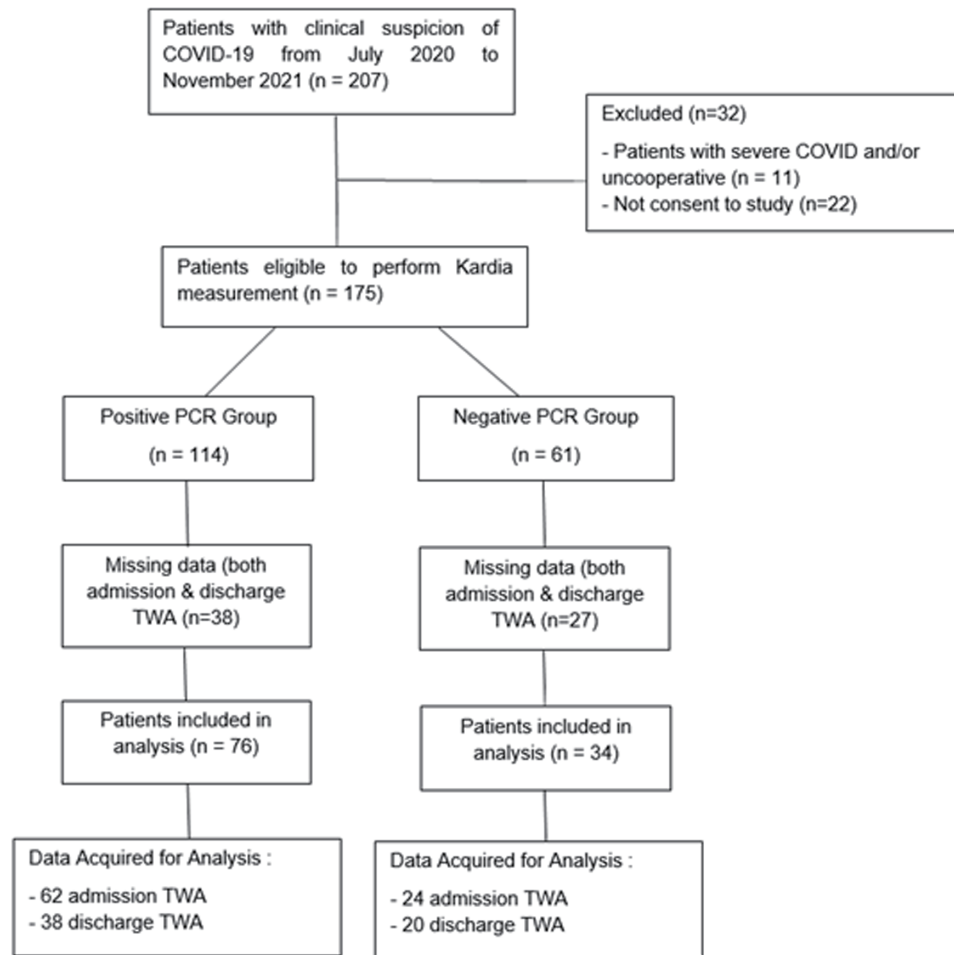 Patients with clinical suspicion of
COVID-19 from July 2020 to
November 2021 (n = 207)
Excluded (n=32)
- Patients with severe COVID and/or
uncooperative (n = 11)
- Not consent to study (n=22)
Patients eligible to perform Kardia
measurement (n = 175)
Positive PCR Group
(n = 114)
Negative PCR Group
(n = 61)
Missing data (both
admission & discharge
TWA (n=38)
Missing data (both
admission & discharge
TWA (n=27)
Patients included in
analysis (n = 76)
Patients included in
analysis (n = 34)
Data Acquired for Analysis :
- 62 admission TWA
- 38 discharge TWA
Data Acquired for Analysis :
- 24 admission TWA
- 20 discharge TWA